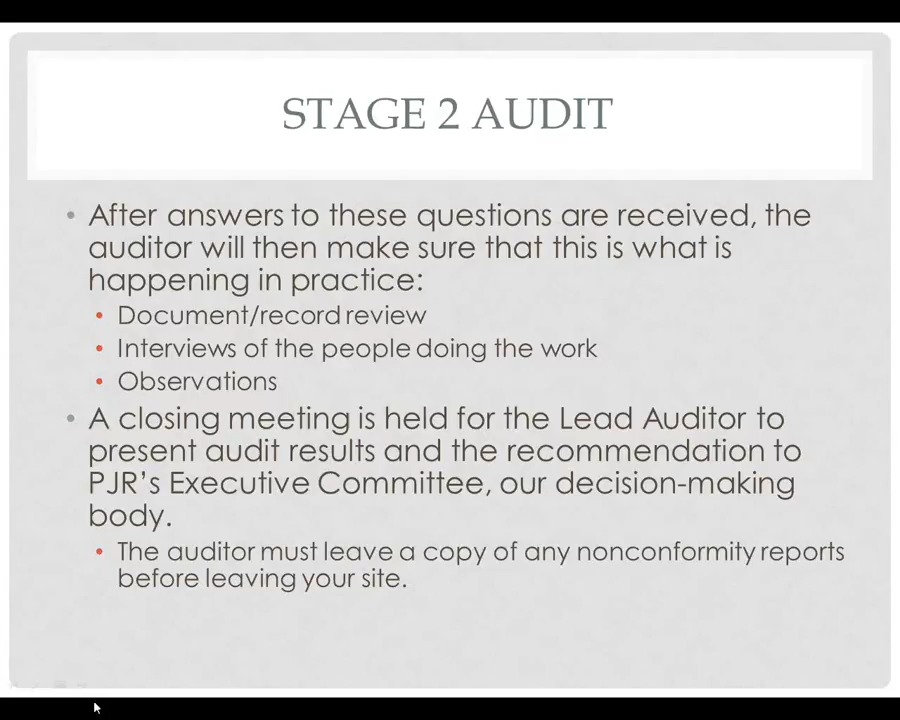 STAGE 2 AUDIT
• After answers to these questions are received, the
auditor will then make sure that this is what is
happening in practice:
• Document/record review
• Interviews of the people doing the work
• Observations
• A closing meeting is held for the Lead Auditor to
present audit results and the recommendation to
PJR’s Executive Committee, our decision-making
body.
• The auditor must leave a copy of any nonconformity reports
before leaving your site.